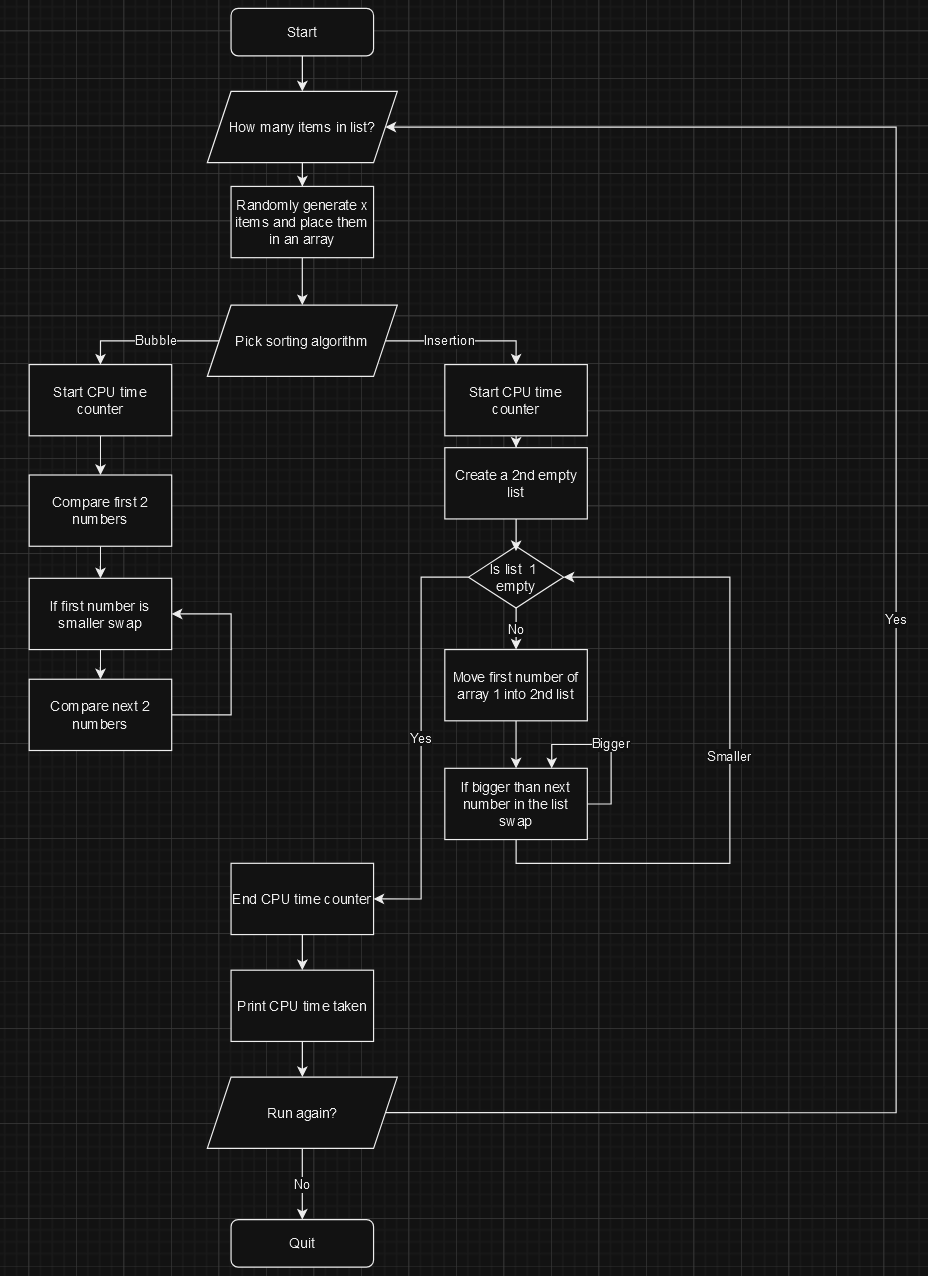 Start
How many items in list?
Randomly generate x
items and place them
in an array
Pick sorting algorithm
Bubble
Insertion
Start CPU time
counter
Start CPU time
counter
Compare first 2
numbers
Create a 2nd empty
list
If first number is
smaller swap
Is list 1
empty
No
Yes
Compare next 2
numbers
Move first number of
array 1 into 2nd list
Yes
Bigger
Smaller
If bigger than next
number in the list
swap
End CPU time counter
Print CPU time taken
Run again?
No
Quit